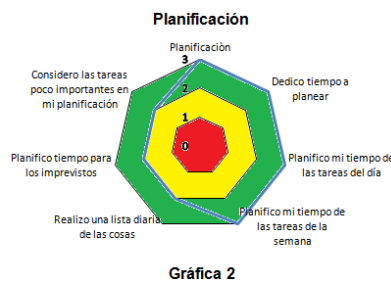 Planificación
Planificaciòn
3
2
1
0
Dedico tiempo a
planear
Planifico mi tiempo de
las tareas del día
Planifico mi tiempo de
las tareas de la
semana
Realizo una lista diaria
de las cosas
Planifico tiempo para
los imprevistos
Considero las tareas
poco importantes en
mi planificación
Gráfica 2